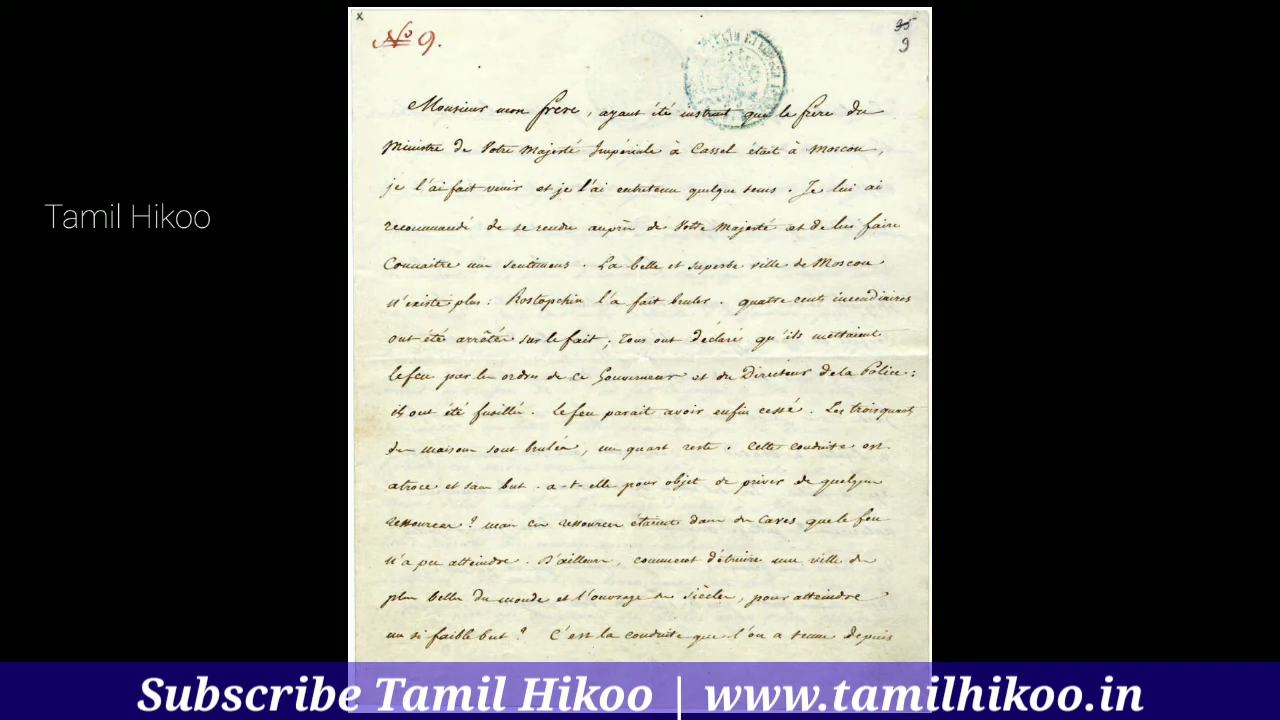 x
No 9.
35
9
Monsieur mon frère, ayant été instruit que le frère du
Ministre de Votre Majesté Impériale à Cassel était à Moscou,
Tamil Hikoo
je l'ai fait venir et je l'ai entretenu quelque tems. Je lui ai
recommandé de se rendre auprès de Votre Majesté et de lui faire
Connaitre mes sentimens. La belle et superbe ville de Moscou
n'existe plus: Rostopchin l'a fait bruler. quatre cents incendiaires
ont été arrêtés sur le fait; Tous ont déclaré qu'ils mettaient
le feu par les ordres de ce Gouverneur et du Directeur de la Police:
ils ont été fusillés. le feu parait avoir enfin cessé. Les trois quarts
des maisons sont brulées, un quart reste. Cette conduite est
atroce et sans but. a-t-elle pour objet de priver de quelques
ressources? mais ces ressources étaient dans des caves que le feu
n'a pu atteindre. D'ailleurs, comment détruire une ville des
plus belles du monde et l'ouvrage des siècles, pour atteindre
un si faible but? C'est la conduite que l'on a tenue depuis
Subscribe Tamil Hikoo | www.tamilhikoo.in